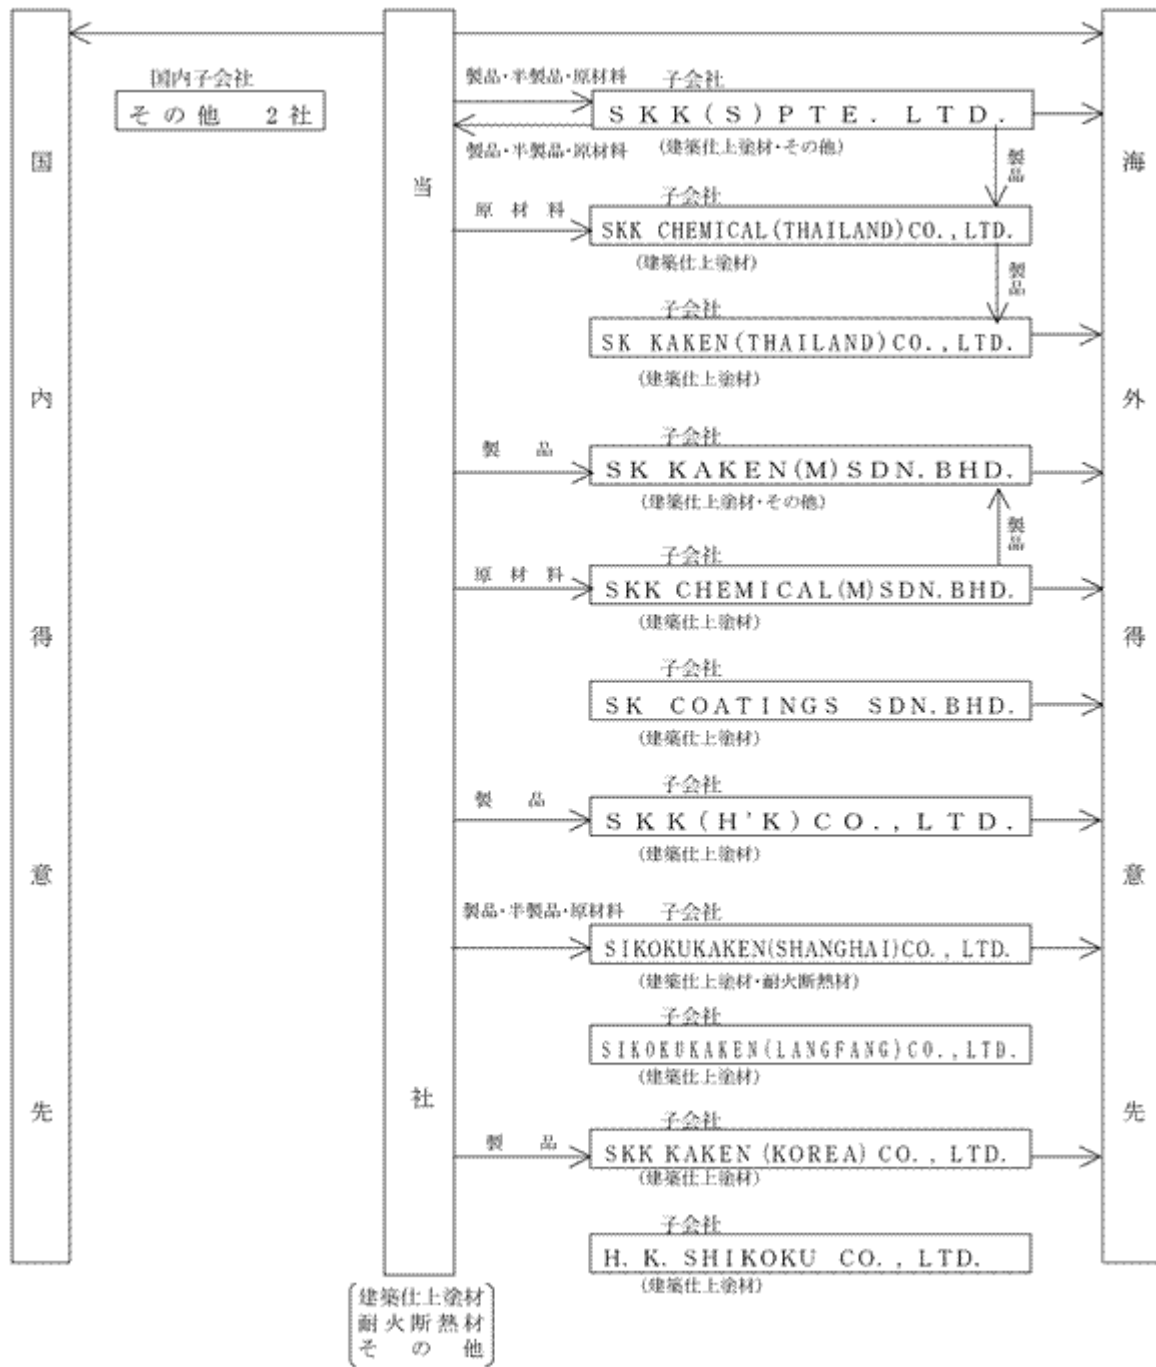 国内得意先
国内子会社
その他 2社
当社
建築仕上塗材
耐火断熱材
その他
製品・半製品・原材料
子会社
SKK(S)PTE. LTD.
製品・半製品・原材料
(建築仕上塗材・その他)
製品
原材料
子会社
SKK CHEMICAL(THAILAND)CO.,LTD.
(建築仕上塗材)
製品
子会社
SK KAKEN(THAILAND)CO.,LTD.
(建築仕上塗材)
製品
子会社
SK KAKEN(M)SDN.BHD.
(建築仕上塗材・その他)
製品
原材料
子会社
SKK CHEMICAL(M)SDN.BHD.
(建築仕上塗材)
子会社
SK COATINGS SDN.BHD.
(建築仕上塗材)
製品
子会社
SKK(H'K)CO.,LTD.
(建築仕上塗材)
製品・半製品・原材料
子会社
SIKOKUKAKEN(SHANGHAI)CO.,LTD.
(建築仕上塗材・耐火断熱材)
子会社
SIKOKUKAKEN(LANGFANG)CO.,LTD.
(建築仕上塗材)
製品
子会社
SKK KAKEN (KOREA) CO., LTD.
(建築仕上塗材)
子会社
H. K. SHIKOKU CO., LTD.
(建築仕上塗材)
海外得意先